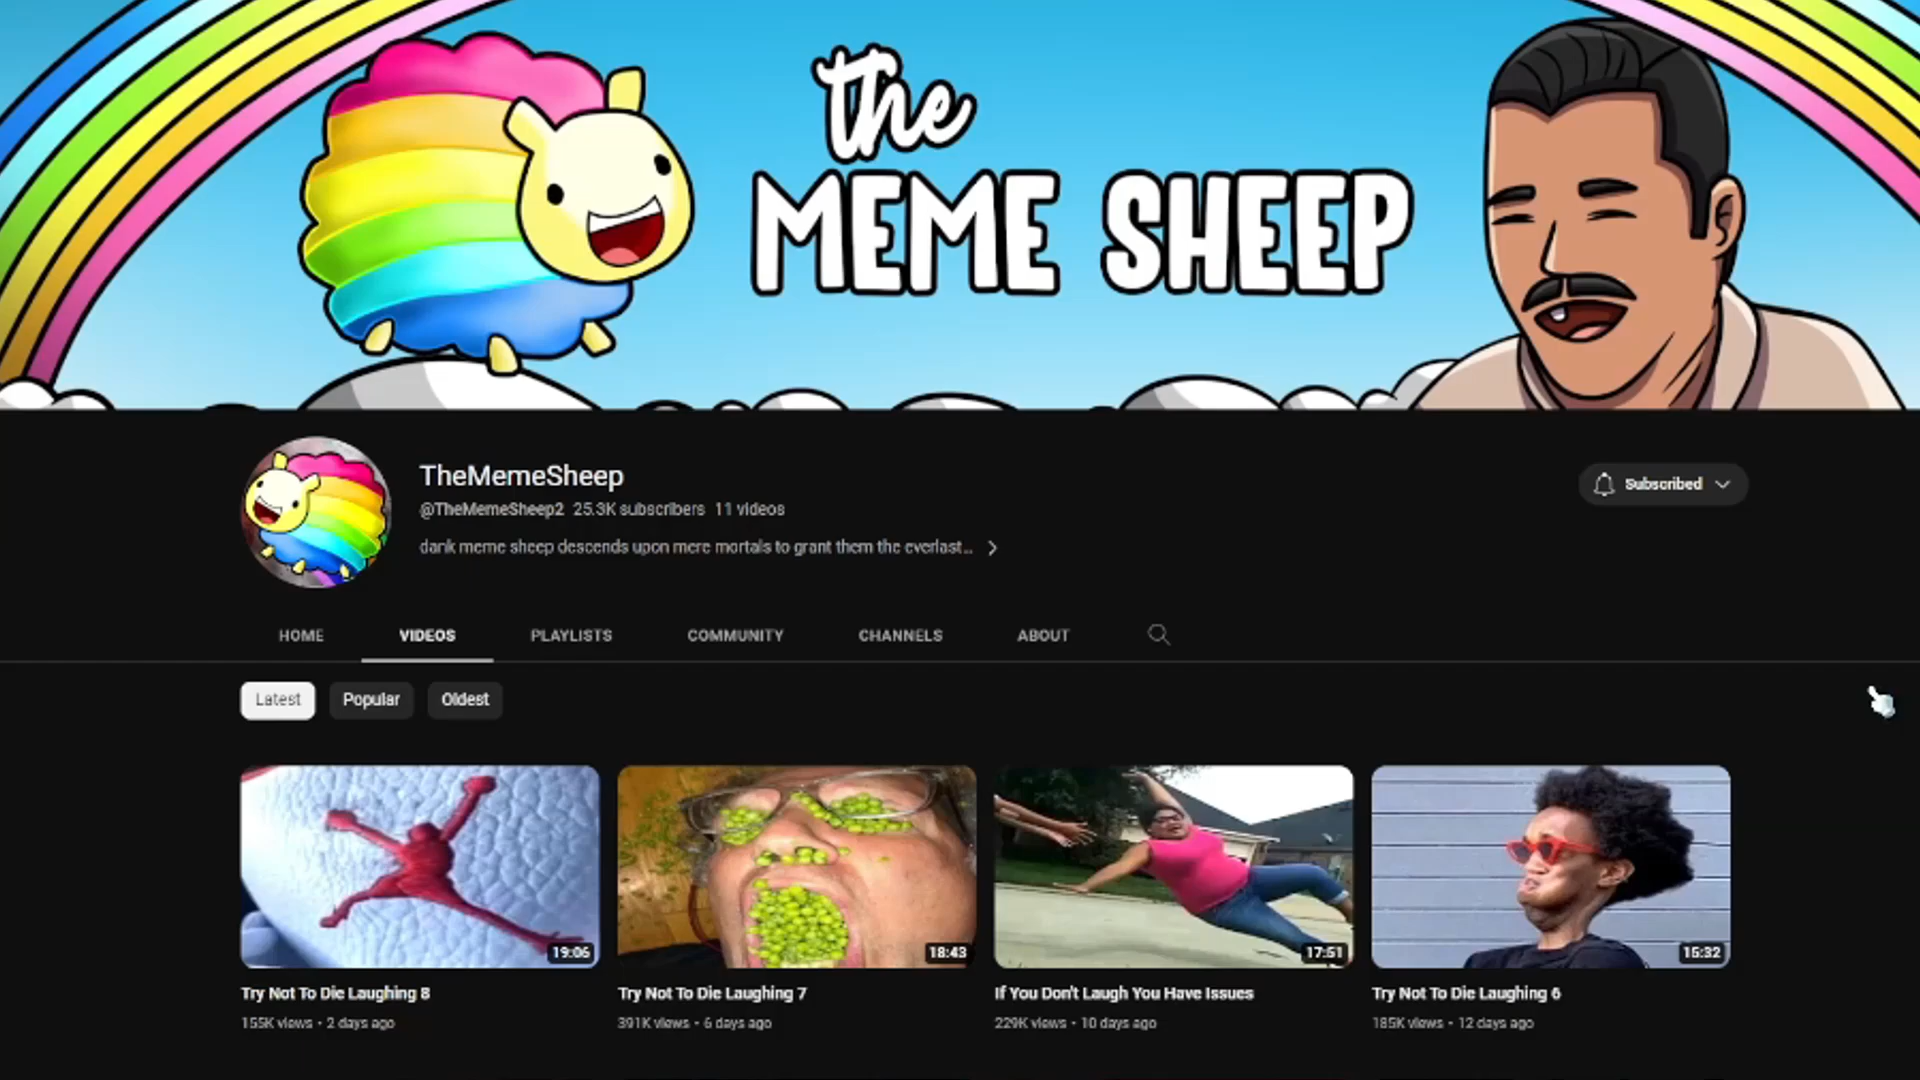 the
MEME SHEEP
TheMemeSheep
@TheMemeSheep2 25.3K subscribers 11 videos
dank meme sheep descends upon mere mortals to grant them the everlast...
Subscribed
HOME VIDEOS PLAYLISTS COMMUNITY CHANNELS ABOUT
Latest Popular Oldest
19:06
18:43
17:51
15:32
Try Not To Die Laughing 8
155K views • 2 days ago
Try Not To Die Laughing 7
391K views • 6 days ago
If You Don't Laugh You Have Issues
229K views • 10 days ago
Try Not To Die Laughing 6
185K views • 12 days ago